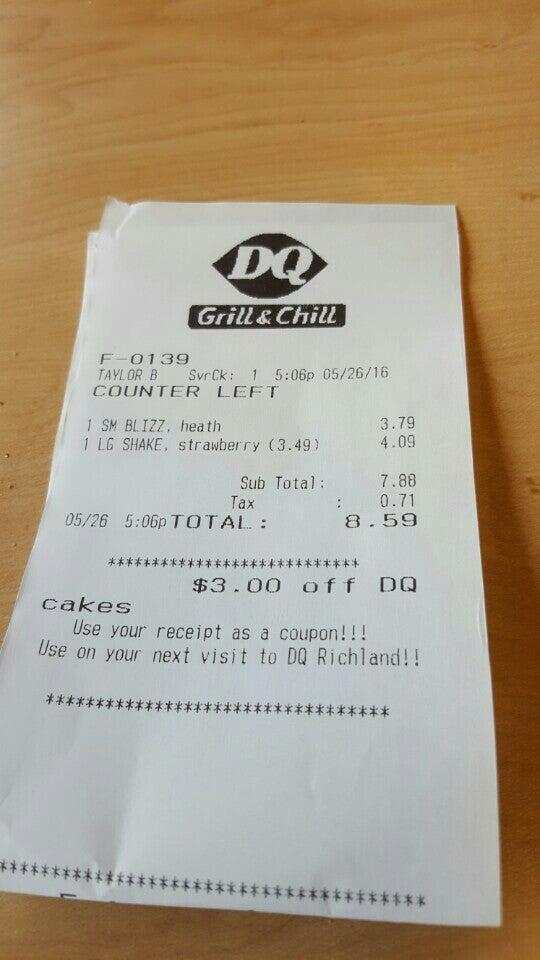 DQ
Grill & Chill
F-0139
TAYLOR B SvrCk: 1 5:06p 05/26/16
COUNTER LEFT
1 SM BLIZZ, heath 3.79
1 LG SHAKE, strawberry (3.49) 4.09
Sub Total: 7.88
Tax : 0.71
05/26 5:06p TOTAL: 8.59
****************************
$3.00 off DQ
cakes
Use your receipt as a coupon!!!
Use on your next visit to DQ Richland!!
***********************************
****************************************